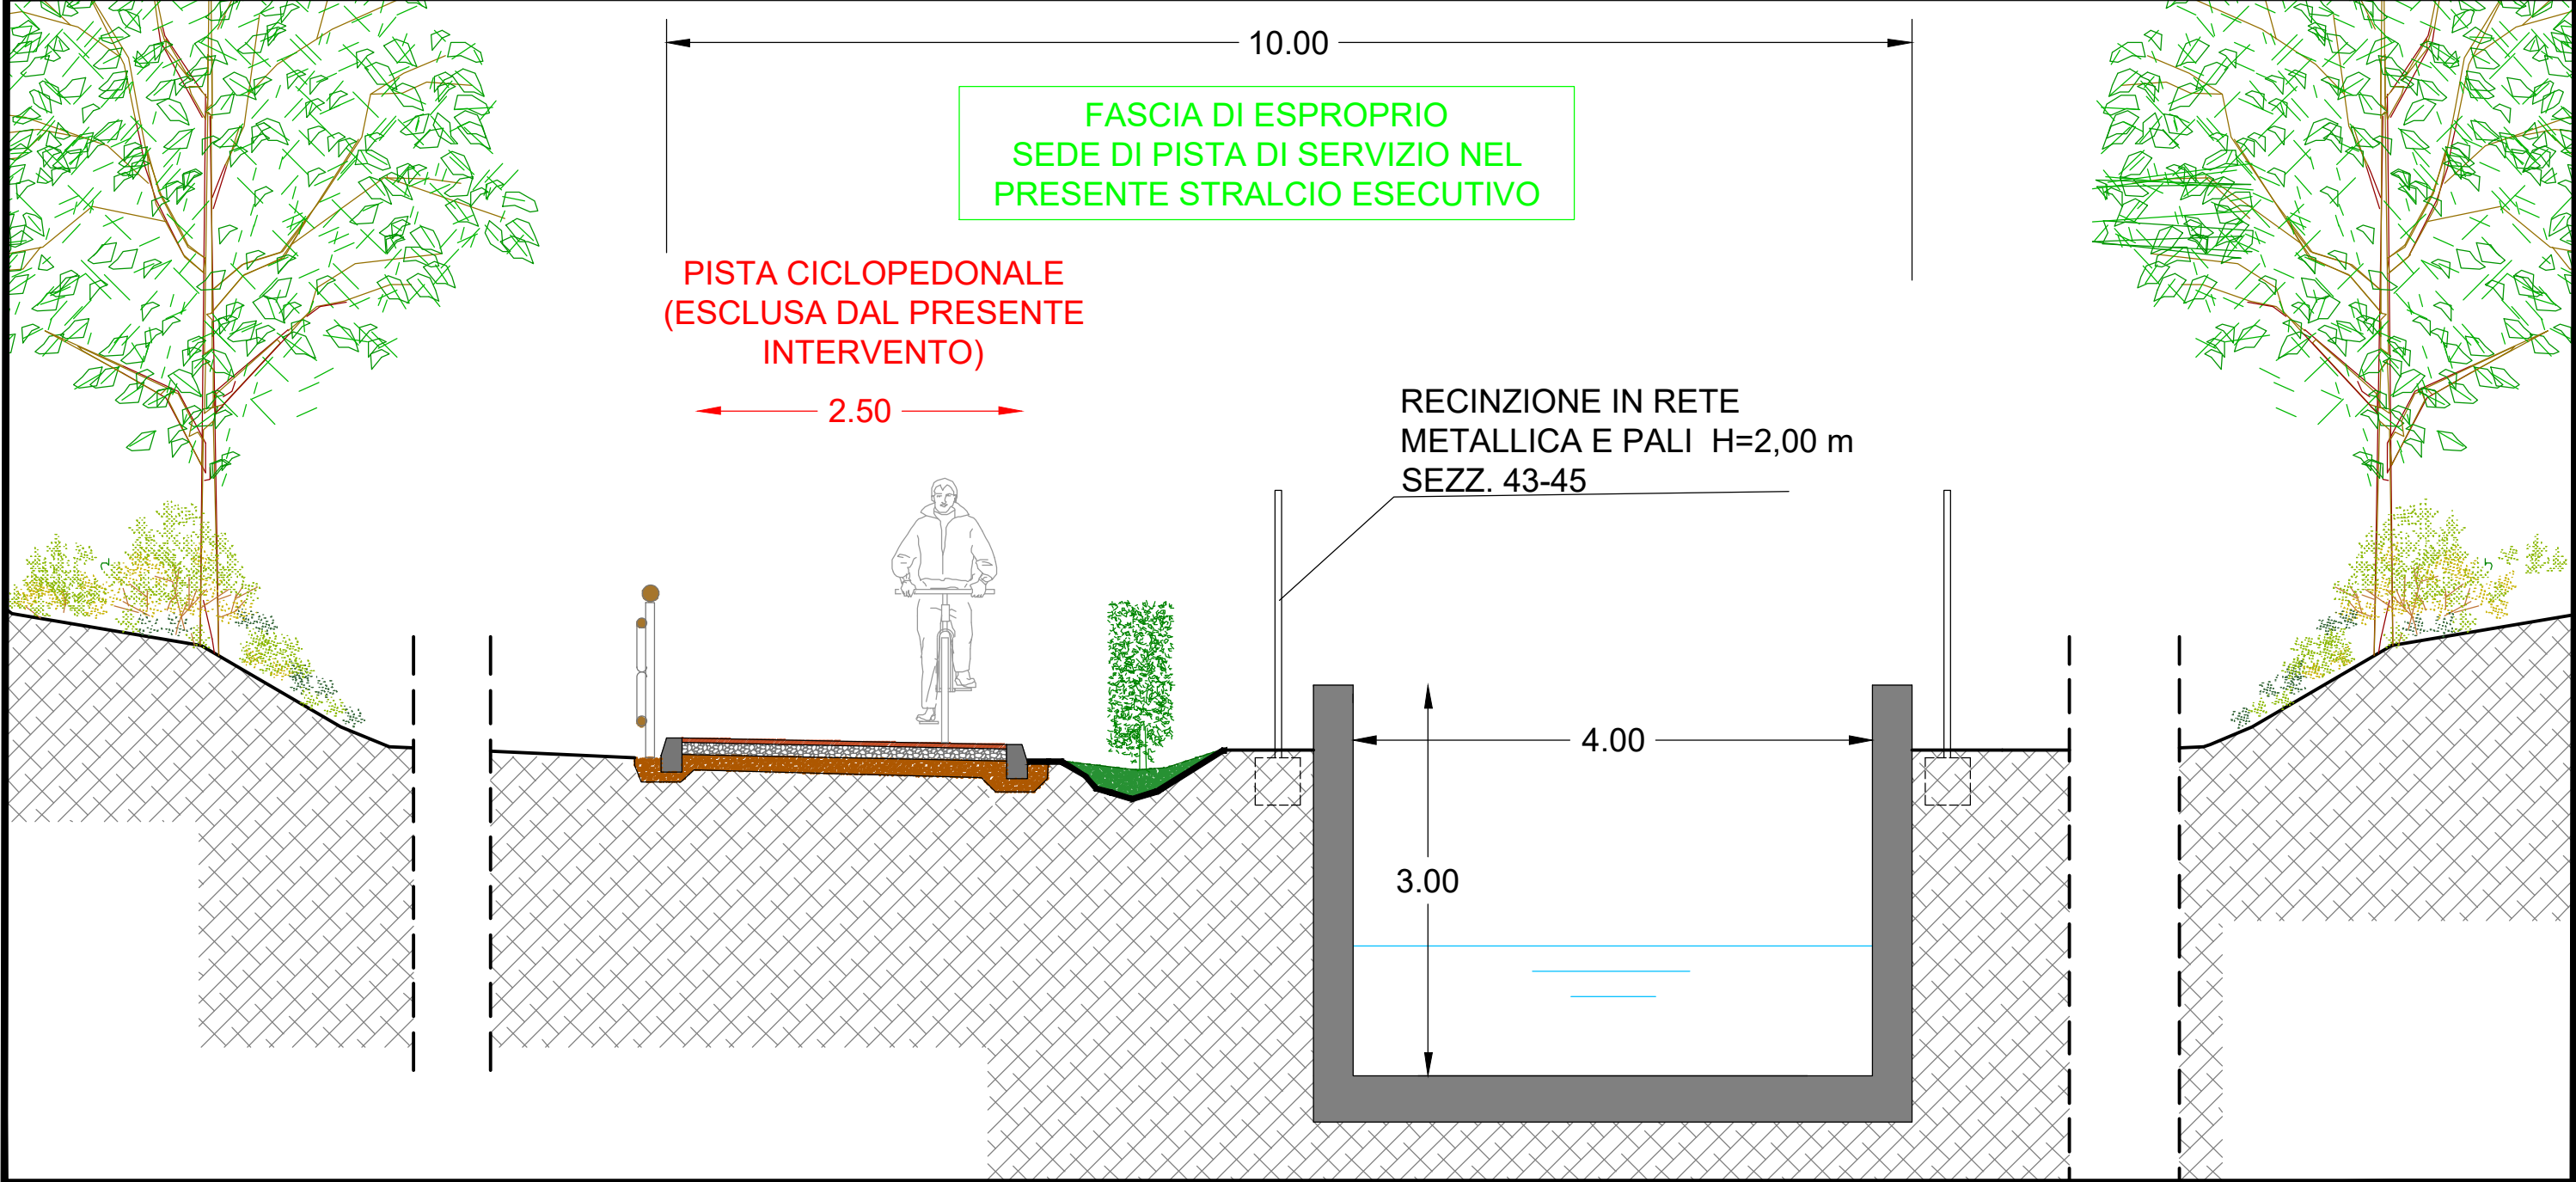 10.00
FASCIA DI ESPROPRIO
SEDE DI PISTA DI SERVIZIO NEL
PRESENTE STRALCIO ESECUTIVO
PISTA CICLOPEDONALE
(ESCLUSA DAL PRESENTE
INTERVENTO)
2.50
RECINZIONE IN RETE
METALLICA E PALI H=2,00 m
SEZZ. 43-45
4.00
3.00